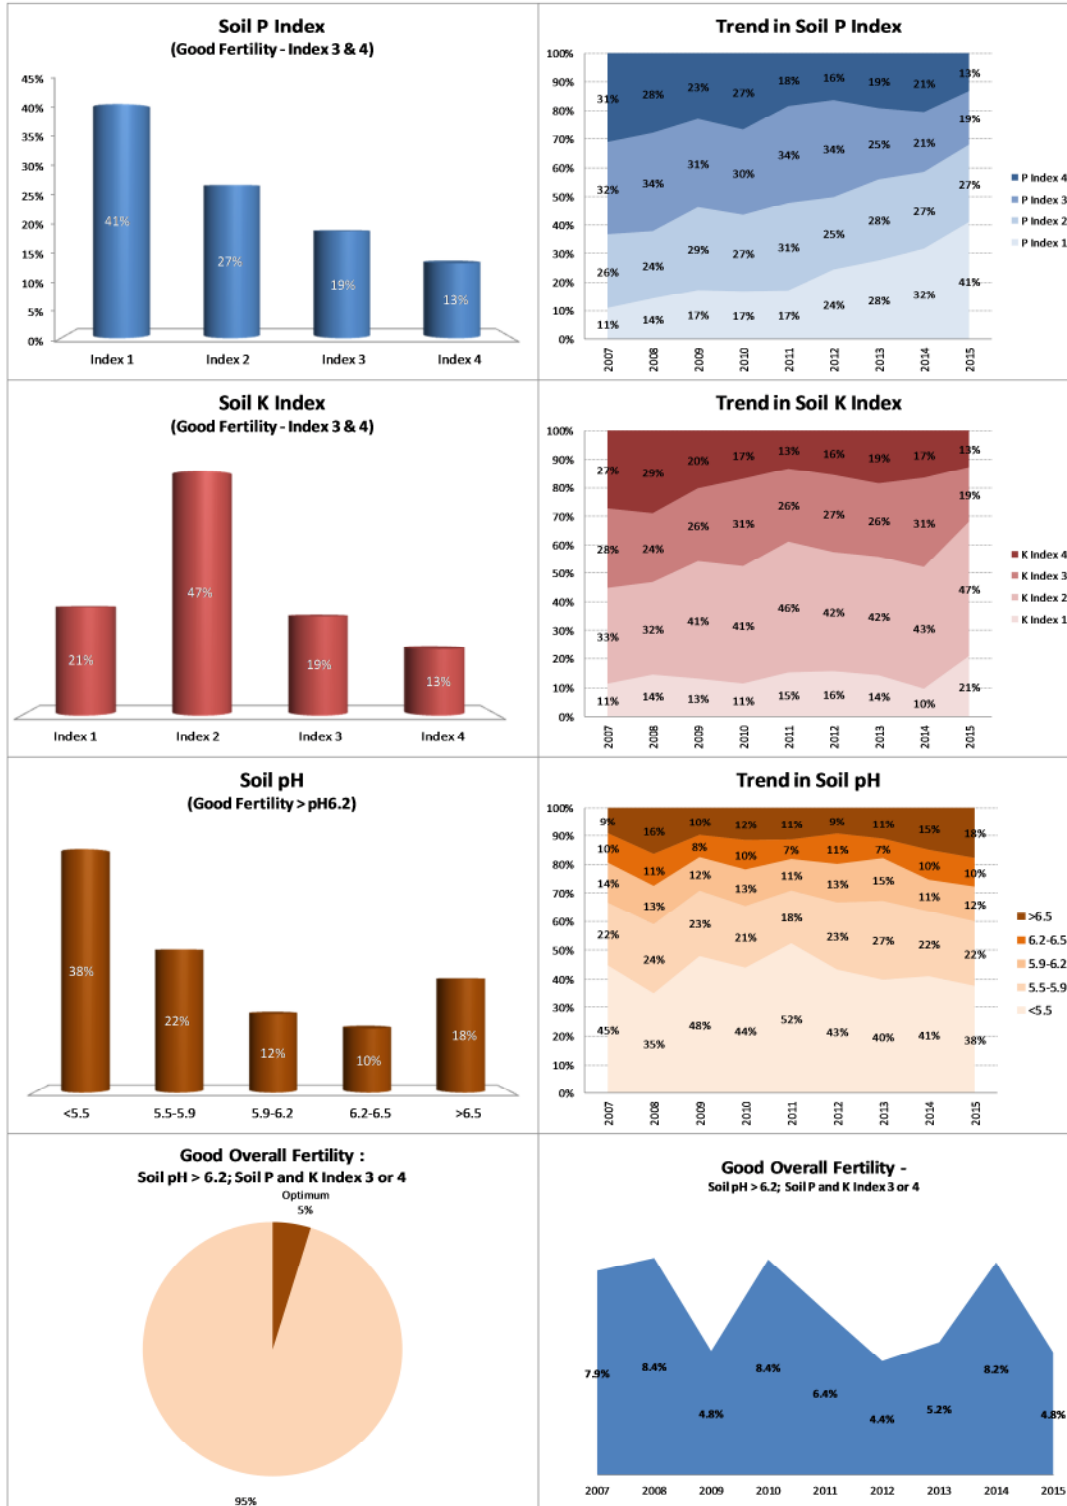 Soil P Index
(Good Fertility - Index 3 & 4)
45%
40%
35%
30%
25%
20%
15%
10%
5%
0%
41%
27%
19%
13%
Index 1
Index 2
Index 3
Index 4
Trend in Soil P Index
100%
90%
80%
70%
60%
50%
40%
30%
20%
10%
0%
31% 28% 23% 27% 18% 16% 19% 21% 13%
32% 34% 31% 30% 34% 34% 25% 21% 19%
26% 24% 29% 27% 31% 25% 28% 27% 27%
11% 14% 17% 17% 17% 24% 28% 32% 41%
2007 2008 2009 2010 2011 2012 2013 2014 2015
P Index 4
P Index 3
P Index 2
P Index 1
Soil K Index
(Good Fertility - Index 3 & 4)
21%
47%
19%
13%
Index 1
Index 2
Index 3
Index 4
Trend in Soil K Index
100%
90%
80%
70%
60%
50%
40%
30%
20%
10%
0%
27% 29% 20% 17% 13% 16% 19% 17% 13%
28% 24% 26% 31% 26% 27% 26% 31% 19%
33% 32% 41% 41% 46% 42% 42% 43% 47%
11% 14% 13% 11% 15% 16% 14% 10% 21%
2007 2008 2009 2010 2011 2012 2013 2014 2015
K Index 4
K Index 3
K Index 2
K Index 1
Soil pH
(Good Fertility > pH6.2)
38%
22%
12%
10%
18%
<5.5
5.5-5.9
5.9-6.2
6.2-6.5
>6.5
Trend in Soil pH
100%
90%
80%
70%
60%
50%
40%
30%
20%
10%
0%
9% 16% 10% 12% 11% 9% 11% 15% 18%
10% 11% 8% 10% 7% 11% 7% 10% 10%
14% 13% 12% 13% 11% 13% 15% 11% 12%
22% 24% 23% 21% 18% 23% 27% 22% 22%
45% 35% 48% 44% 52% 43% 40% 41% 38%
2007 2008 2009 2010 2011 2012 2013 2014 2015
>6.5
6.2-6.5
5.9-6.2
5.5-5.9
<5.5
Good Overall Fertility :
Soil pH > 6.2; Soil P and K Index 3 or 4
Optimum
5%
95%
Good Overall Fertility -
Soil pH > 6.2; Soil P and K Index 3 or 4
7.9% 8.4% 4.8% 8.4% 6.4% 4.4% 5.2% 8.2% 4.8%
2007 2008 2009 2010 2011 2012 2013 2014 2015